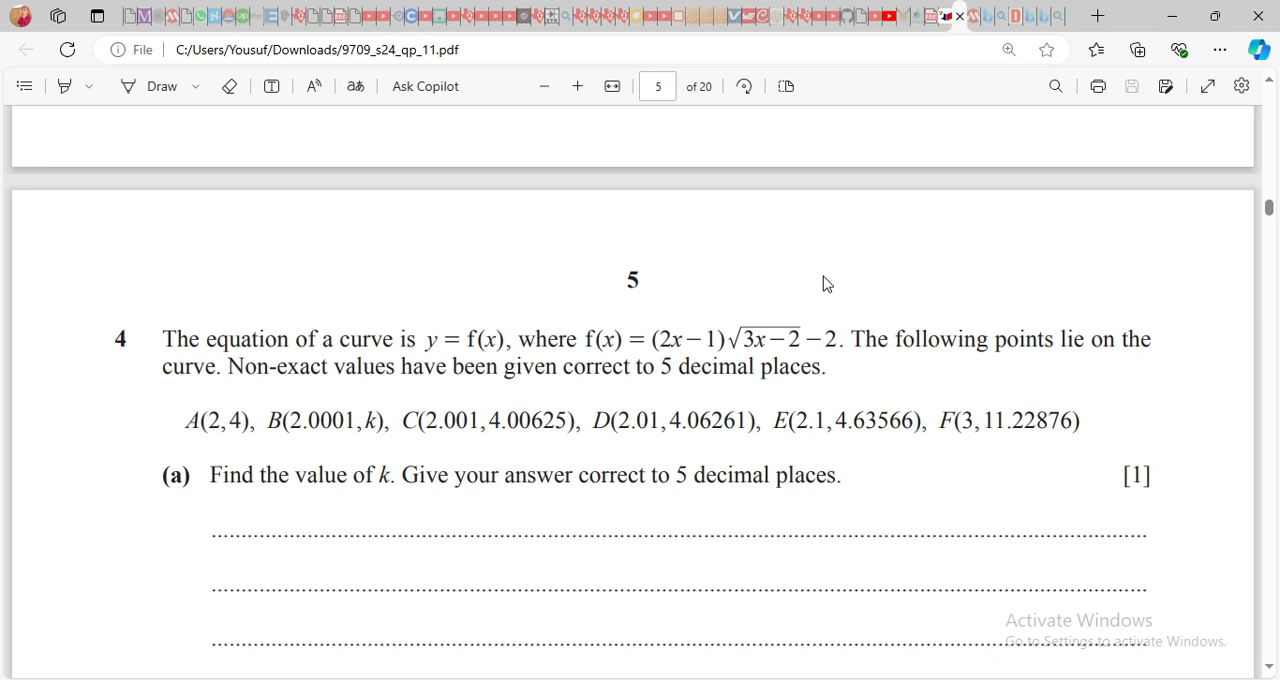 File C:/Users/Yousuf/Downloads/9709_s24_qp_11.pdf
Draw aあ Ask Copilot 5 of 20
5
4 The equation of a curve is y = f(x), where f(x) = (2x − 1)√(3x − 2) − 2. The following points lie on the
curve. Non-exact values have been given correct to 5 decimal places.
A(2, 4), B(2.0001, k), C(2.001, 4.00625), D(2.01, 4.06261), E(2.1, 4.63566), F(3, 11.22876)
(a) Find the value of k. Give your answer correct to 5 decimal places. [1]
Activate Windows
Go to Settings to activate Windows.